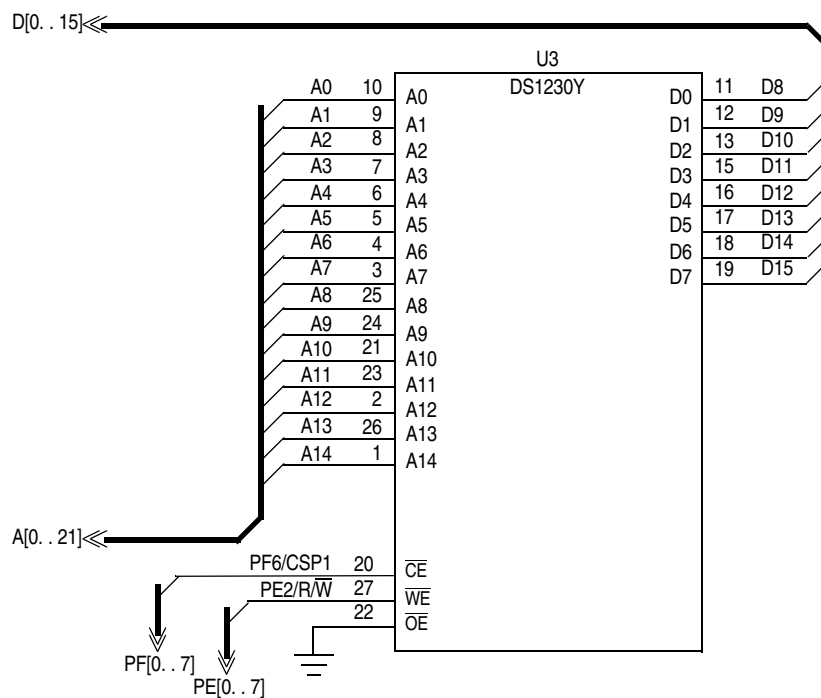 D[0. . 15]
U3
DS1230Y
A0 10 A0 D0 11 D8
A1 9 A1 D1 12 D9
A2 8 A2 D2 13 D10
A3 7 A3 D3 15 D11
A4 6 A4 D4 16 D12
A5 5 A5 D5 17 D13
A6 4 A6 D6 18 D14
A7 3 A7 D7 19 D15
A8 25 A8
A9 24 A9
A10 21 A10
A11 23 A11
A12 2 A12
A13 26 A13
A14 1 A14
A[0. . 21]
PF6/CSP1 20 C̅E̅
PE2/R/W̅ 27 W̅E̅
22 O̅E̅
PF[0. . 7]
PE[0. . 7]